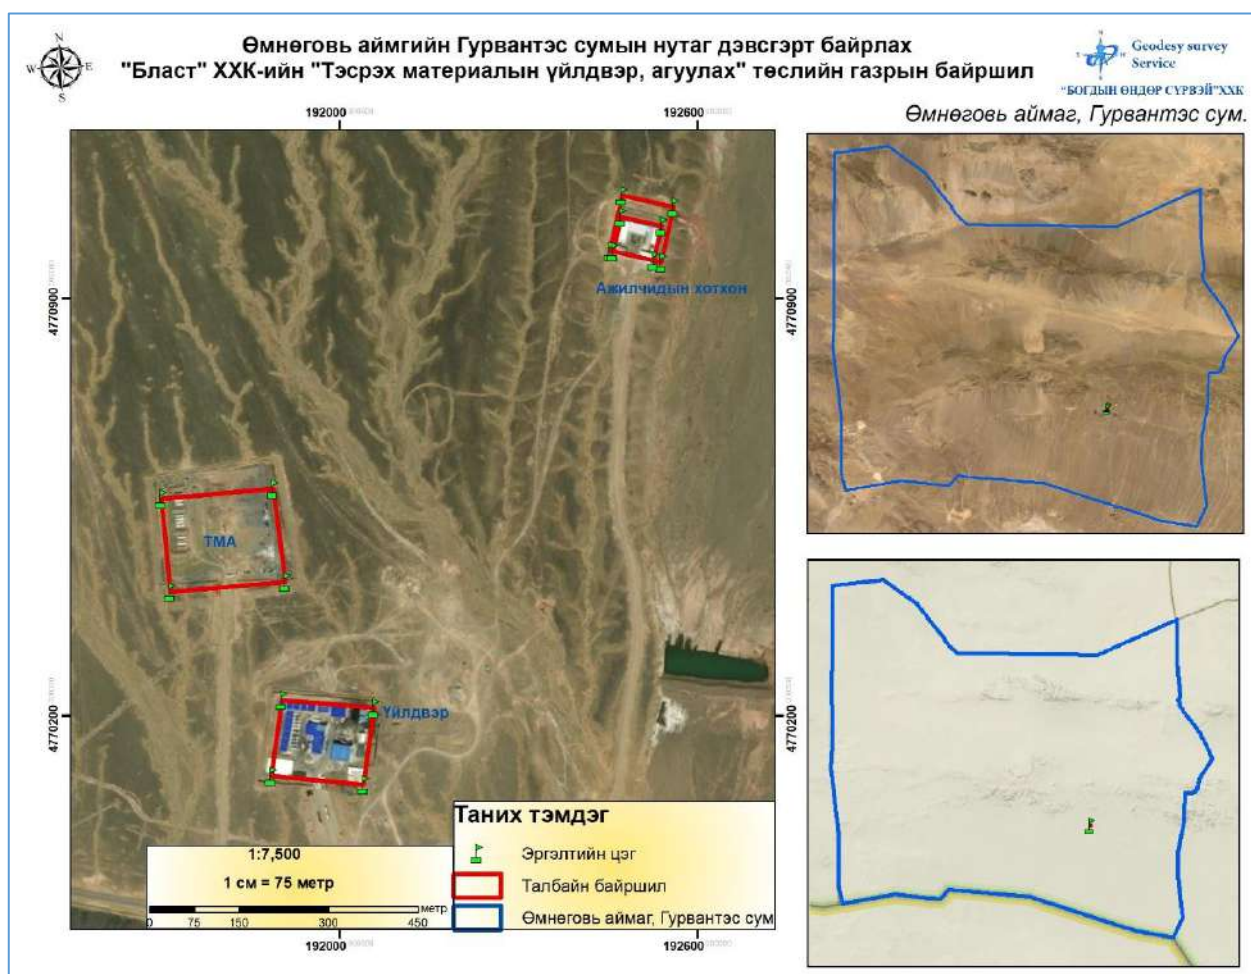 Өмнөговь аймгийн Гурвантэс сумын нутаг дэвсгэрт байрлах
"Бласт" ХХК-ийн "Тэсрэх материалын үйлдвэр, агуулах" төслийн газрын байршил
N
W
E
S
Geodesy survey
Service
"БОГДЫН ӨНДӨР СҮРВЭЙ"ХХК
Өмнөговь аймаг, Гурвантэс сум.
192000
192600
4770900
4770900
Ажилчидын хотхон
ТМА
4770200
4770200
Үйлдвэр
1:7,500
1 см = 75 метр
метр
0 75 150 300 450
Таних тэмдэг
Эргэлтийн цэг
Талбайн байршил
Өмнөговь аймаг, Гурвантэс сум
192000
192600